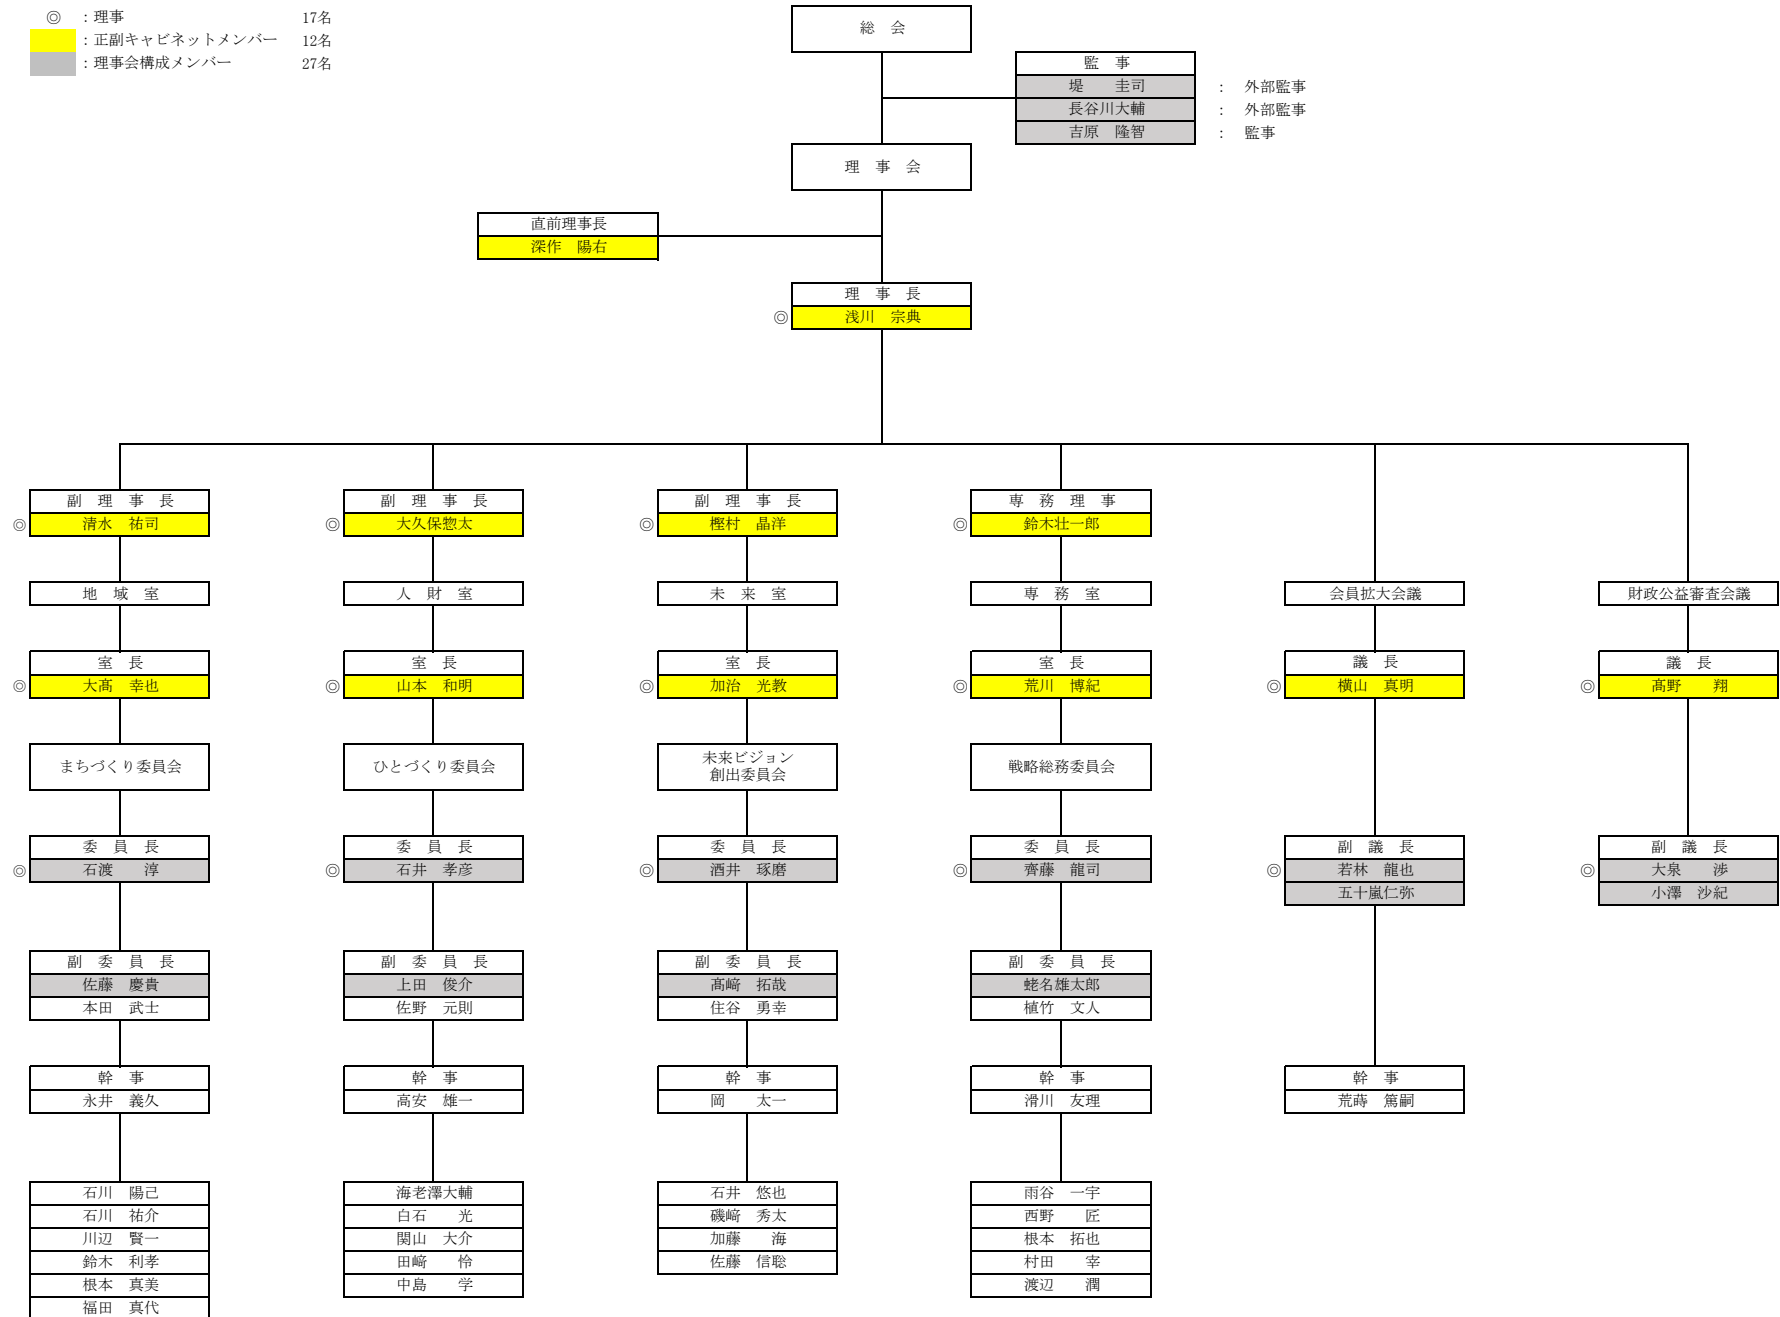 ◎ ：理事 17名
：正副キャビネットメンバー 12名
：理事会構成メンバー 27名
総　会
監　事
堤　　圭司 ： 外部監事
長谷川大輔 ： 外部監事
吉原　隆智 ： 監事
理　事　会
直前理事長
深作　陽右
理　事　長
◎ 浅川　宗典
副　理　事　長 副　理　事　長 副　理　事　長 専　務　理　事
◎ 清水　祐司 ◎ 大久保惣太 ◎ 樫村　晶洋 ◎ 鈴木壮一郎
地　域　室 人　財　室 未　来　室 専　務　室 会員拡大会議 財政公益審査会議
室　長 室　長 室　長 室　長 議　長 議　長
◎ 大髙　幸也 ◎ 山本　和明 ◎ 加治　光教 ◎ 荒川　博紀 ◎ 横山　真明 ◎ 髙野　　翔
まちづくり委員会 ひとづくり委員会 未来ビジョン
創出委員会 戦略総務委員会
委　員　長 委　員　長 委　員　長 委　員　長 副　議　長 副　議　長
◎ 石渡　　淳 ◎ 石井　孝彦 ◎ 酒井　琢磨 ◎ 齊藤　龍司 ◎ 若林　龍也 ◎ 大泉　　渉
五十嵐仁弥 小澤　沙紀
副　委　員　長 副　委　員　長 副　委　員　長 副　委　員　長
佐藤　慶貴 上田　俊介 髙﨑　拓哉 蛯名雄太郎
本田　武士 佐野　元則 住谷　勇幸 植竹　文人
幹　事 幹　事 幹　事 幹　事 幹　事
永井　義久 高安　雄一 岡　　太一 滑川　友理 荒蒔　篤嗣
石川　陽己 海老澤大輔 石井　悠也 雨谷　一宇
石川　祐介 白石　　光 磯﨑　秀太 西野　　匠
川辺　賢一 関山　大介 加藤　　海 根本　拓也
鈴木　利孝 田﨑　　怜 佐藤　信聡 村田　　宰
根本　真美 中島　　学 渡辺　　潤
福田　真代